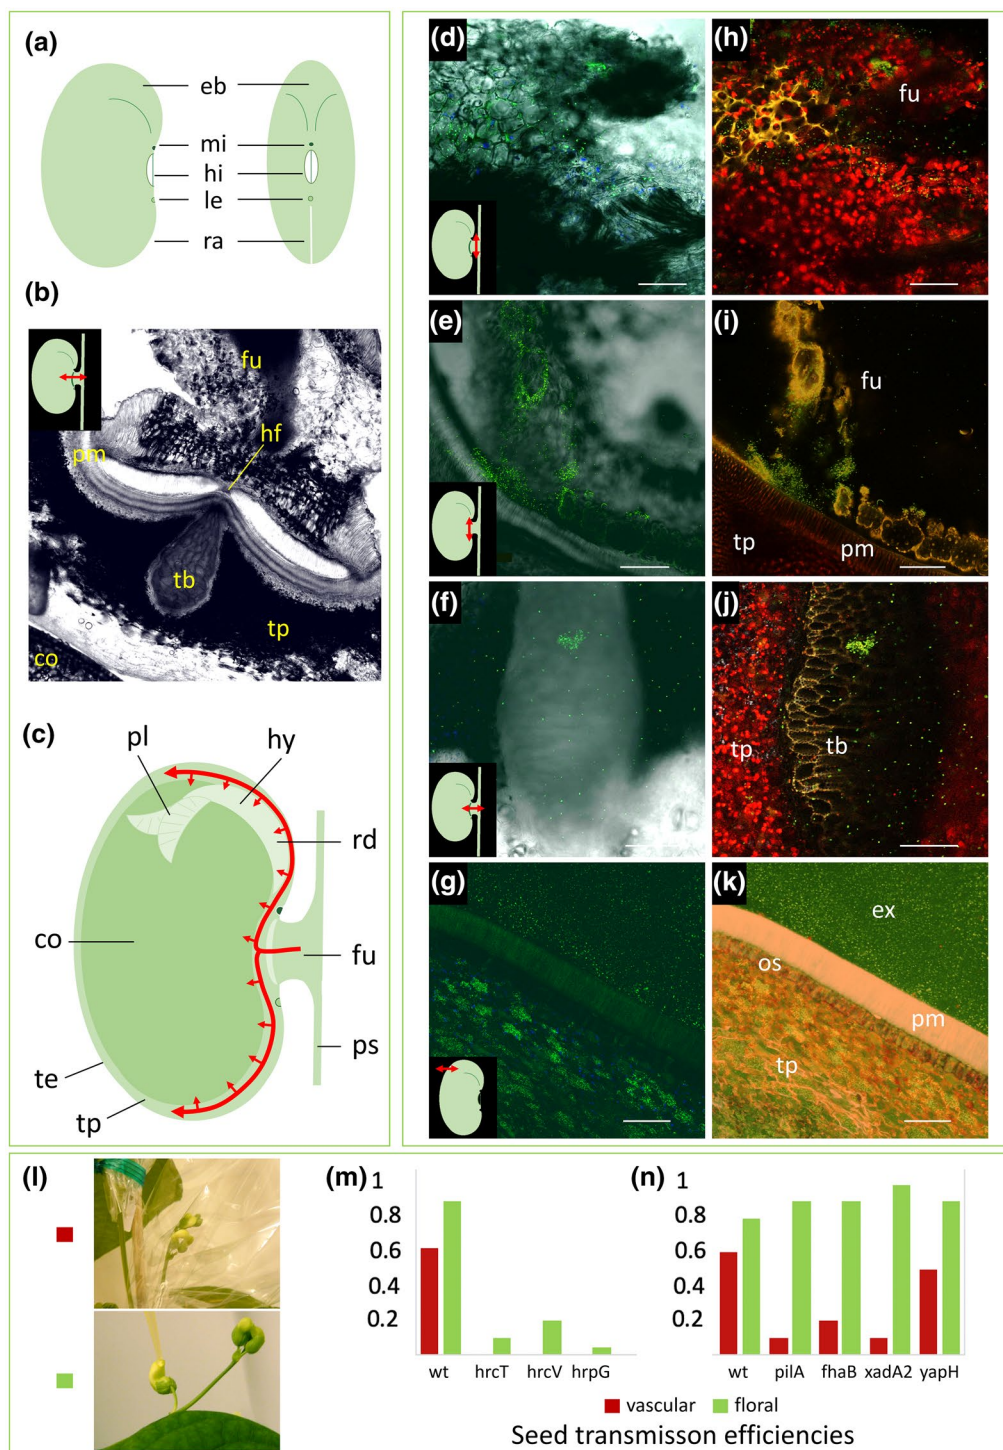 (a)
eb
mi
hi
le
ra
(b)
fu
hf
pm
tb
tp
co
(c)
pl
hy
rd
co
fu
ps
te
tp
(d)
(h)
fu
(e)
(i)
fu
tp
pm
(f)
(j)
tp
tb
(g)
(k)
ex
os
pm
tp
(l)
(m)
1
0.8
0.6
0.4
0.2
wt hrcT hrcV hrpG
(n)
1
0.8
0.6
0.4
0.2
wt pilA fhaB xadA2 yapH
vascular floral
Seed transmisson efficiencies